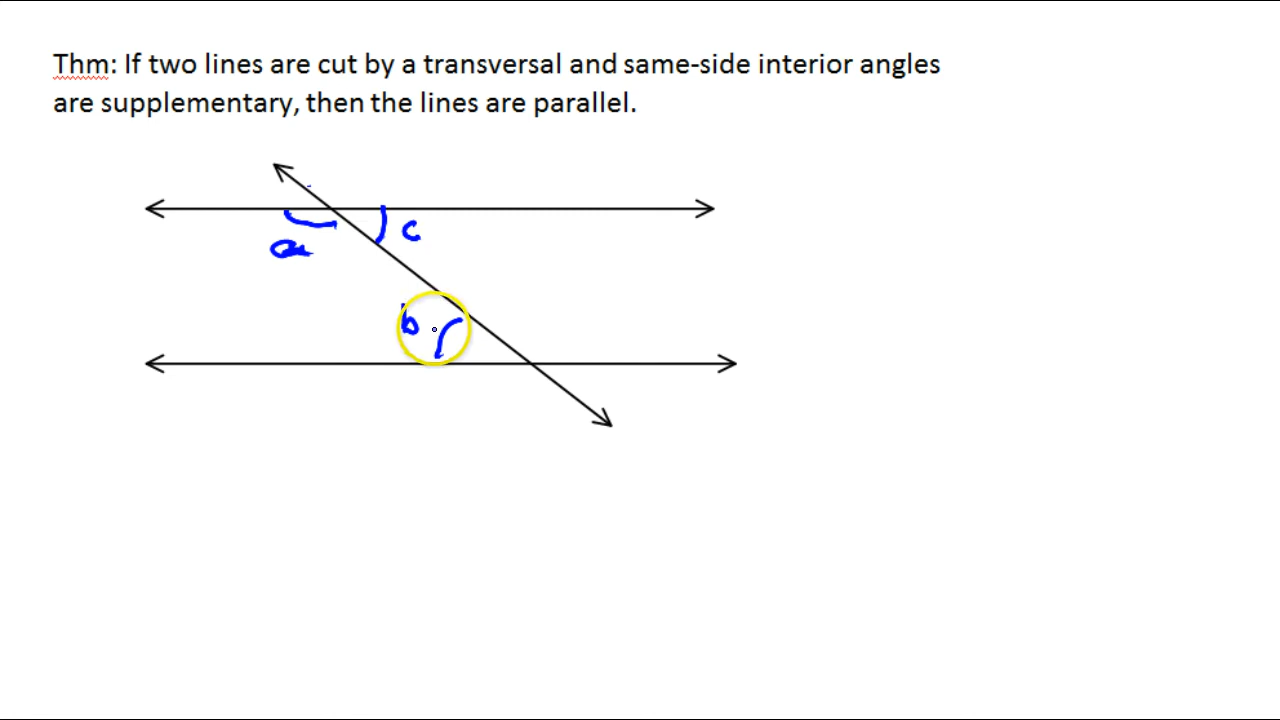 Thm: If two lines are cut by a transversal and same-side interior angles
are supplementary, then the lines are parallel.
c
a
b